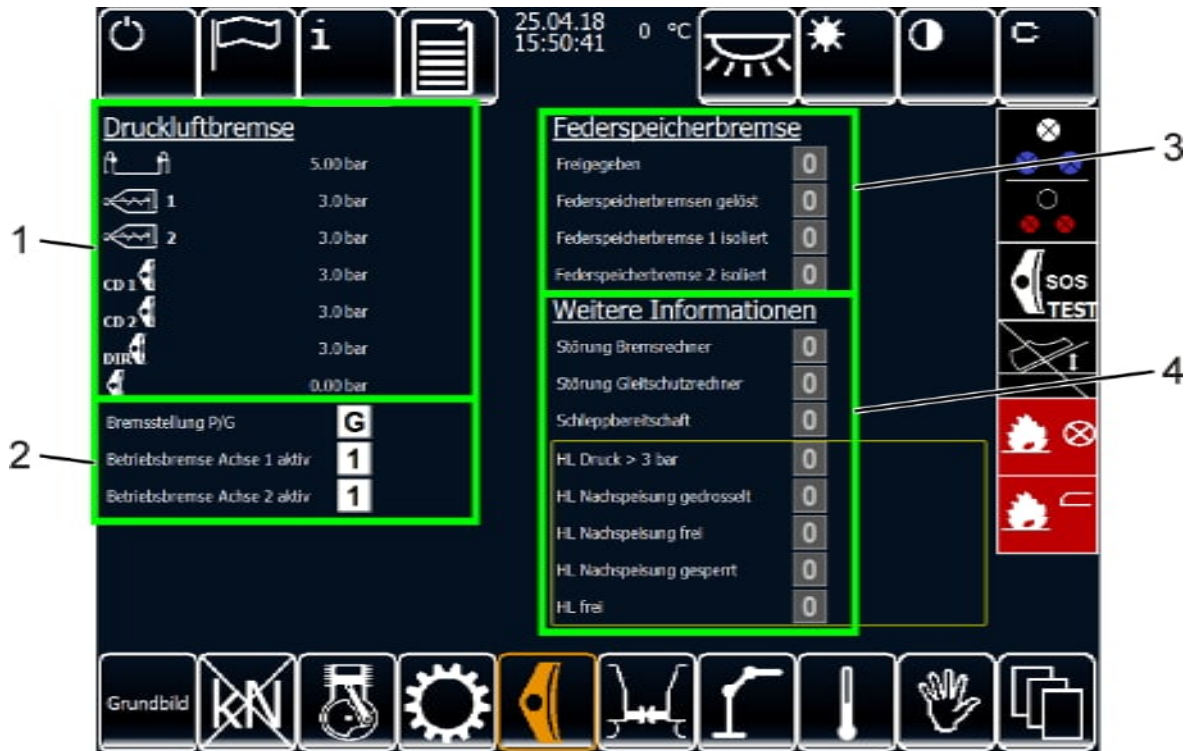 i
25.04.18
15:50:41
0 °C
Druckluftbremse
5.00 bar
1 3.0 bar
2 3.0 bar
CD 1 3.0 bar
CD 2 3.0 bar
DIR 3.0 bar
0.00 bar
Bremsstellung P/G G
Betriebsbremse Achse 1 aktiv 1
Betriebsbremse Achse 2 aktiv 1
1
2
Federspeicherbremse
Freigegeben 0
Federspeicherbremsen gelöst 0
Federspeicherbremse 1 isoliert 0
Federspeicherbremse 2 isoliert 0
Weitere Informationen
Störung Bremsrechner 0
Störung Gleitschutzrechner 0
Schleppbereitschaft 0
HL Druck > 3 bar 0
HL Nachspeisung gedrosselt 0
HL Nachspeisung frei 0
HL Nachspeisung gesperrt 0
HL frei 0
SOS
TEST
3
4
Grundbild
kN